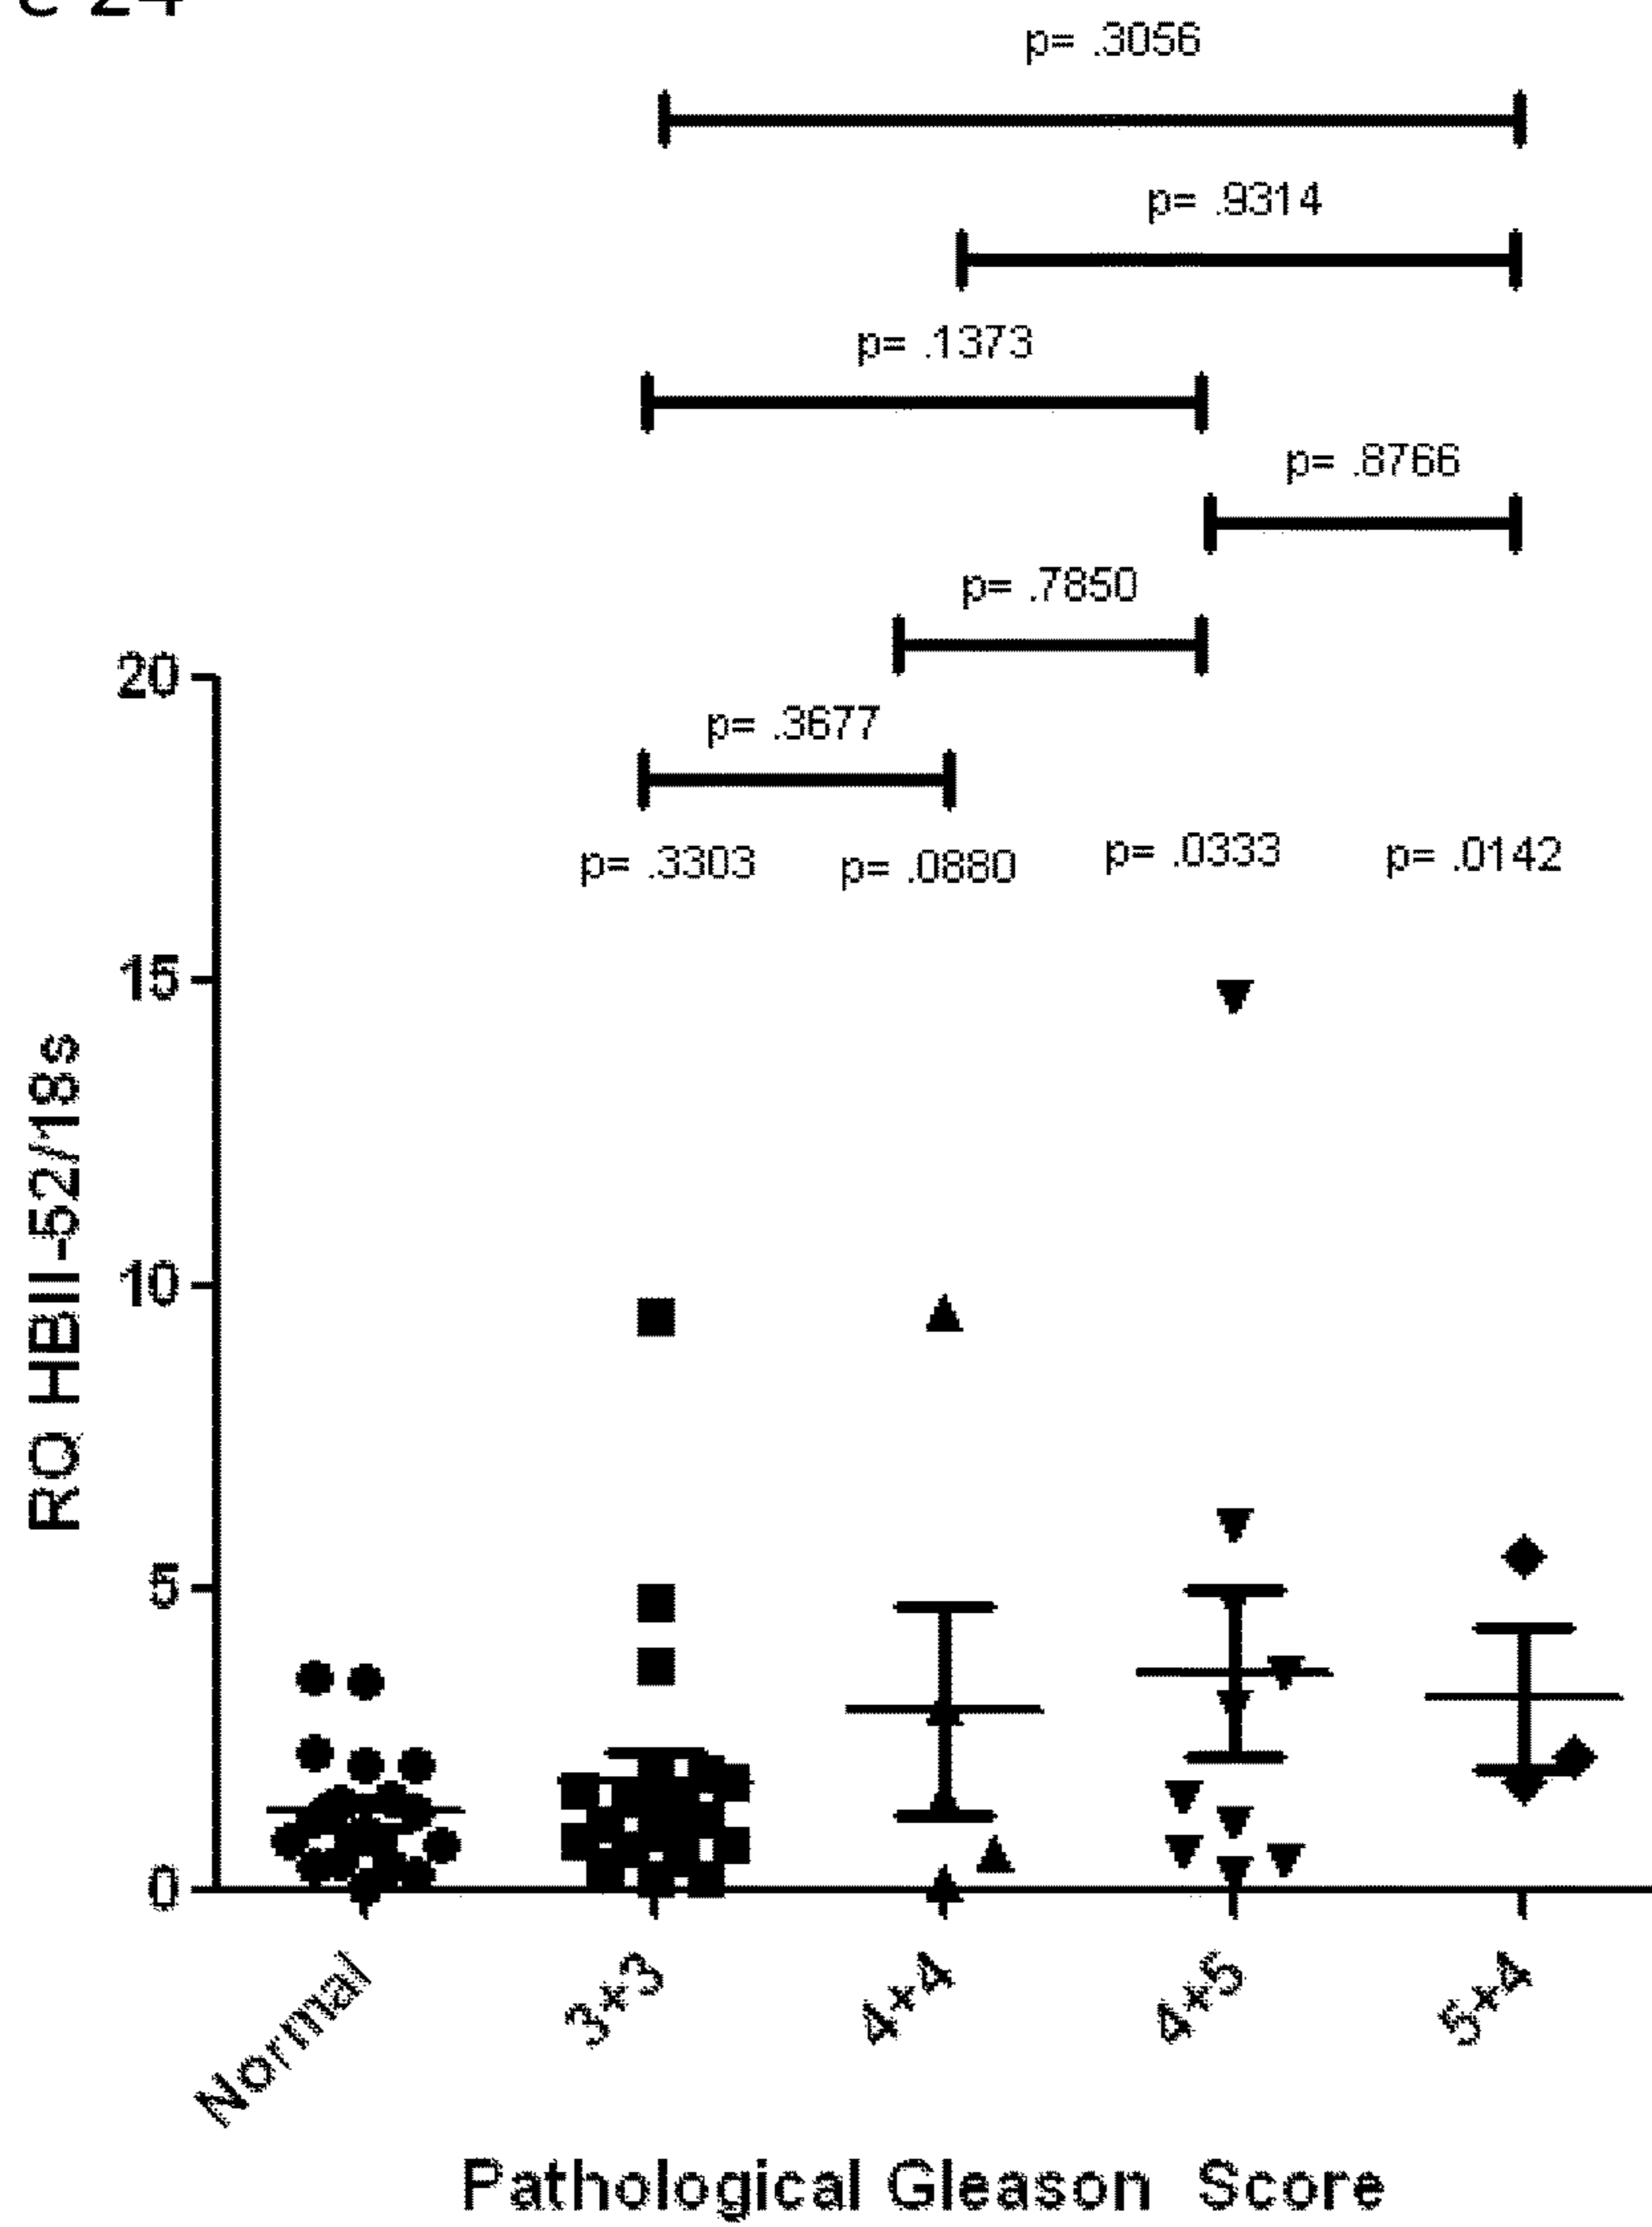 e 24
p= .3056
p= .9314
p= .1373
p= .8766
p= .7850
p= .3677
p= .3303 p= .0880 p= .0333 p= .0142
20
15
10
5
0
RQ HBII-52/18s
Normal 3+3 4+4 4+5 5+4
Pathological Gleason Score